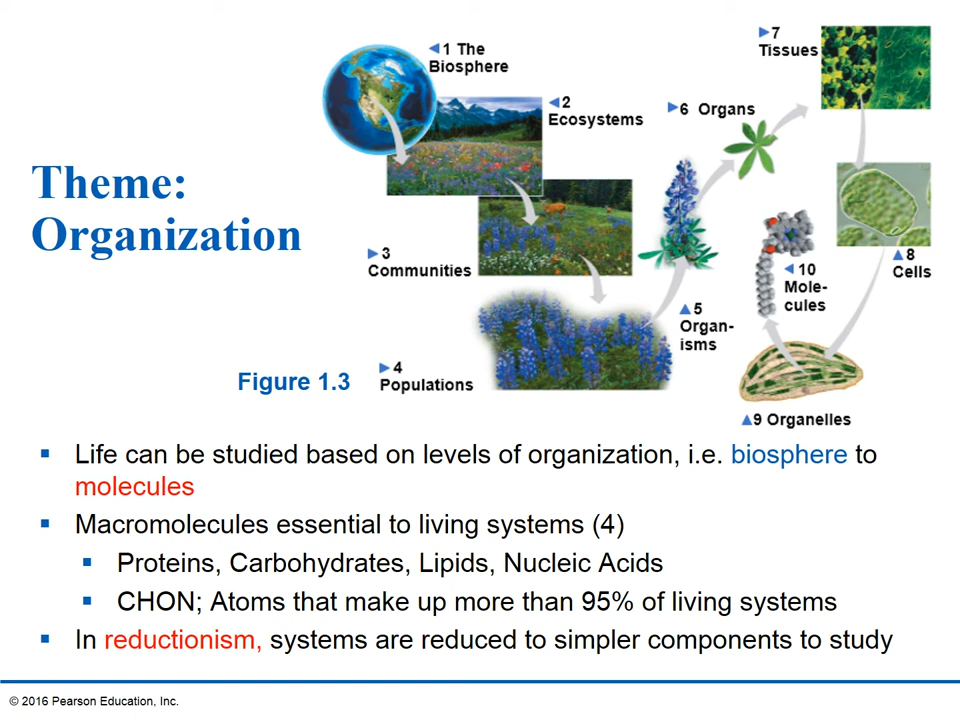 Theme:
Organization
◄1 The
Biosphere
◄2
Ecosystems
►3
Communities
►4
Populations
▲5
Organ-
isms
►6 Organs
►7
Tissues
▲8
Cells
▲9 Organelles
◄10
Mole-
cules
Figure 1.3
▪ Life can be studied based on levels of organization, i.e. biosphere to
molecules
▪ Macromolecules essential to living systems (4)
▪ Proteins, Carbohydrates, Lipids, Nucleic Acids
▪ CHON; Atoms that make up more than 95% of living systems
▪ In reductionism, systems are reduced to simpler components to study
© 2016 Pearson Education, Inc.